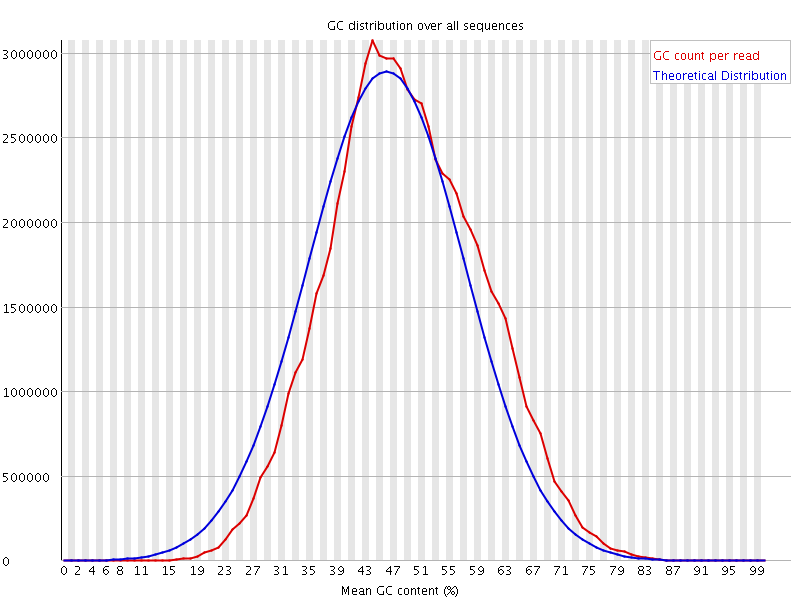 GC distribution over all sequences
GC count per read
Theoretical Distribution
3000000
2500000
2000000
1500000
1000000
500000
0
0 2 4 6 8 11 15 19 23 27 31 35 39 43 47 51 55 59 63 67 71 75 79 83 87 91 95 99
Mean GC content (%)